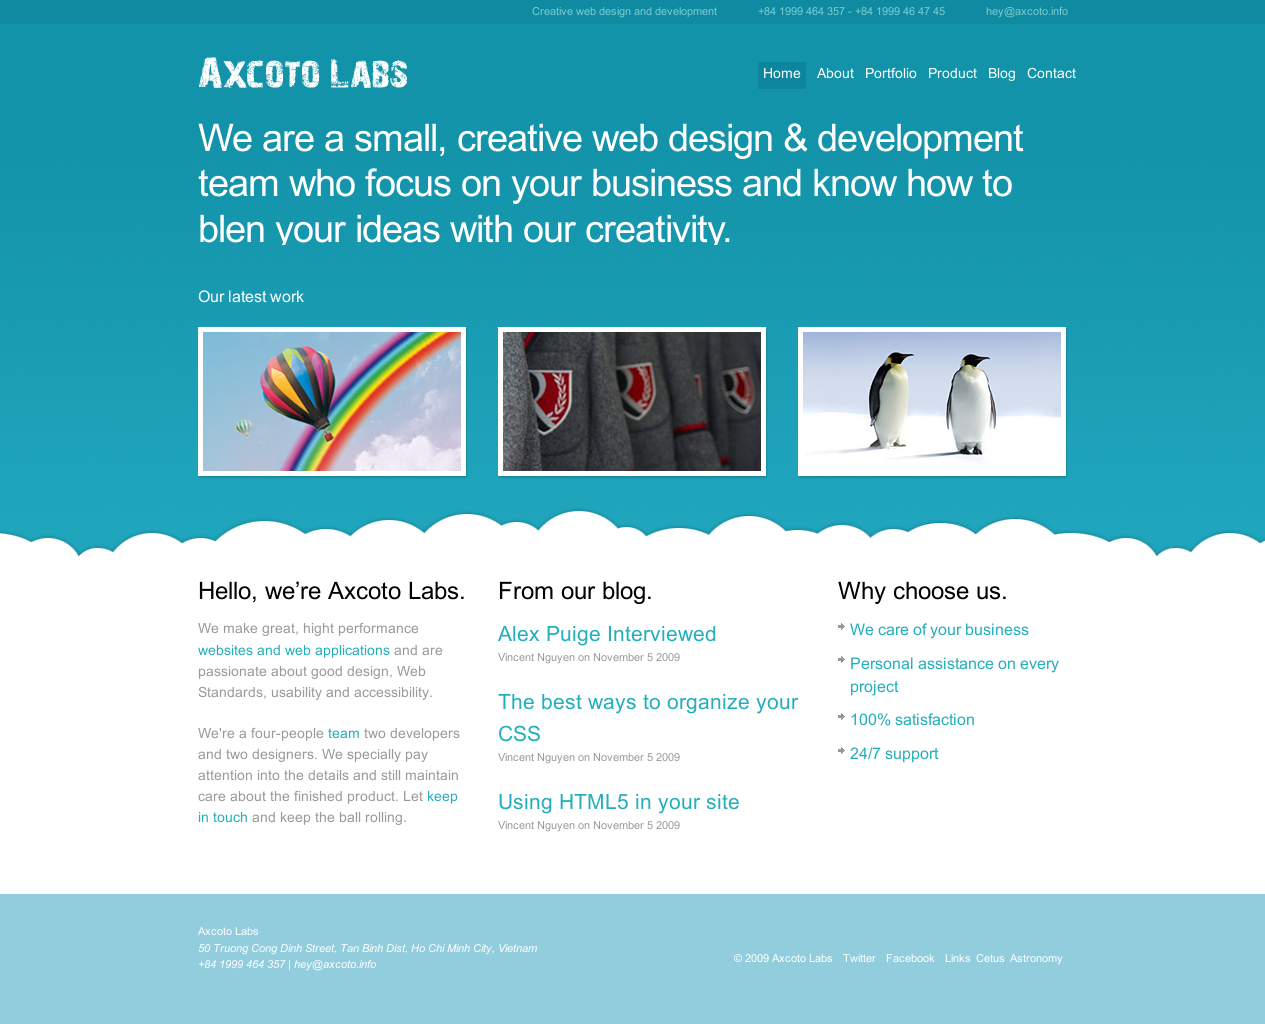 Creative web design and development +84 1999 464 357 - +84 1999 46 47 45 hey@axcoto.info
Axcoto Labs
Home About Portfolio Product Blog Contact
We are a small, creative web design & development
team who focus on your business and know how to
blen your ideas with our creativity.
Our latest work
Hello, we’re Axcoto Labs.
We make great, hight performance
websites and web applications and are
passionate about good design, Web
Standards, usability and accessibility.
We're a four-people team two developers
and two designers. We specially pay
attention into the details and still maintain
care about the finished product. Let keep
in touch and keep the ball rolling.
From our blog.
Alex Puige Interviewed
Vincent Nguyen on November 5 2009
The best ways to organize your
CSS
Vincent Nguyen on November 5 2009
Using HTML5 in your site
Vincent Nguyen on November 5 2009
Why choose us.
We care of your business
Personal assistance on every
project
100% satisfaction
24/7 support
Axcoto Labs
50 Truong Cong Dinh Street, Tan Binh Dist, Ho Chi Minh City, Vietnam
+84 1999 464 357 | hey@axcoto.info
© 2009 Axcoto Labs Twitter Facebook Links Cetus Astronomy